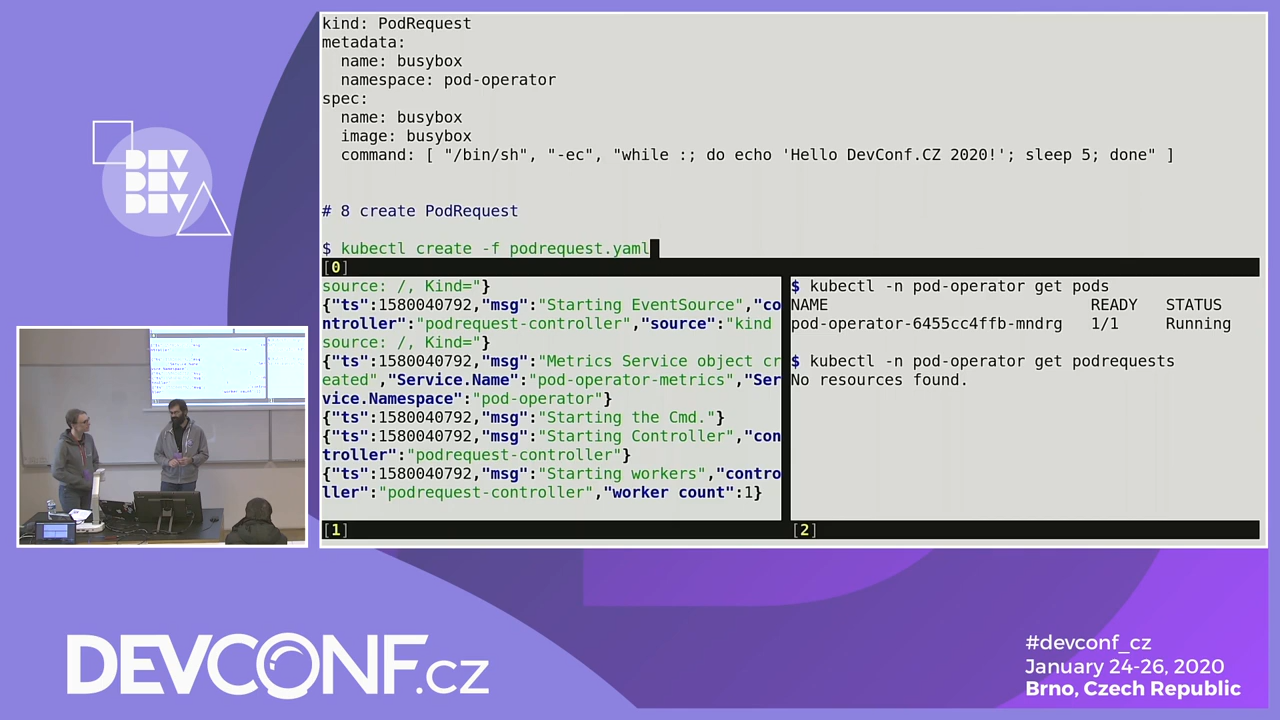 kind: PodRequest
metadata:
  name: busybox
  namespace: pod-operator
spec:
  name: busybox
  image: busybox
  command: [ "/bin/sh", "-ec", "while :; do echo 'Hello DevConf.CZ 2020!'; sleep 5; done" ]
# 8 create PodRequest
$ kubectl create -f podrequest.yaml
[0]
source: /, Kind="}
{"ts":1580040792,"msg":"Starting EventSource","co
ntroller":"podrequest-controller","source":"kind
source: /, Kind="}
{"ts":1580040792,"msg":"Metrics Service object cr
eated","Service.Name":"pod-operator-metrics","Ser
vice.Namespace":"pod-operator"}
{"ts":1580040792,"msg":"Starting the Cmd."}
{"ts":1580040792,"msg":"Starting Controller","con
troller":"podrequest-controller"}
{"ts":1580040792,"msg":"Starting workers","contro
ller":"podrequest-controller","worker count":1}
[1]
$ kubectl -n pod-operator get pods
NAME READY STATUS
pod-operator-6455cc4ffb-mndrg 1/1 Running
$ kubectl -n pod-operator get podrequests
No resources found.
[2]
DEV
DEV
DEV
DEVCONF.cz
#devconf_cz
January 24-26, 2020
Brno, Czech Republic